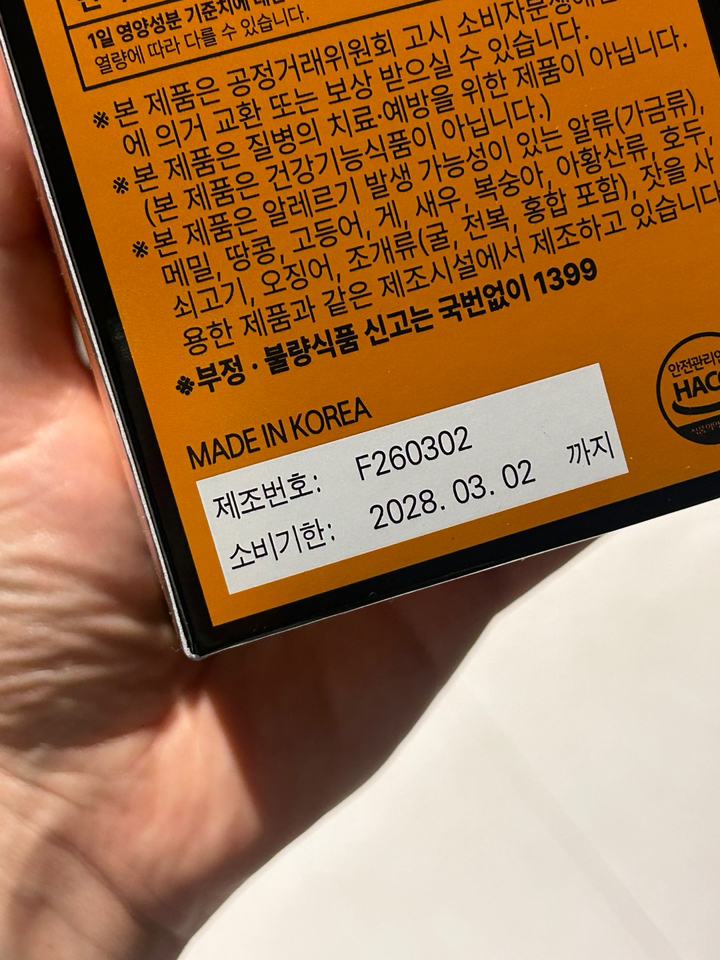 1일 영양성분 기준치에 대한
열량에 따라 다를 수 있습니다.
※본 제품은 공정거래위원회 고시 소비자분쟁해
에 의거 교환 또는 보상 받으실 수 있습니다.
※본 제품은 질병의 치료·예방을 위한 제품이 아닙니다.
(본 제품은 건강기능식품이 아닙니다.)
※본 제품은 알레르기 발생 가능성이 있는 알류(가금류),
메밀, 땅콩, 고등어, 게, 새우, 복숭아, 아황산류, 호두,
쇠고기, 오징어, 조개류(굴, 전복, 홍합 포함), 잣을 사
용한 제품과 같은 제조시설에서 제조하고 있습니다
※부정·불량식품 신고는 국번없이 1399
MADE IN KOREA
안전관리인
HACC
제조번호: F260302
소비기한: 2028. 03. 02 까지